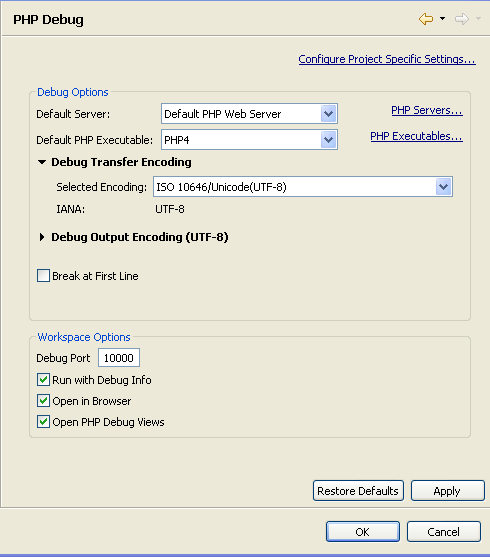 PHP Debug
Configure Project Specific Settings...
Debug Options
Default Server: Default PHP Web Server PHP Servers...
Default PHP Executable: PHP4 PHP Executables...
Debug Transfer Encoding
Selected Encoding: ISO 10646/Unicode(UTF-8)
IANA: UTF-8
Debug Output Encoding (UTF-8)
Break at First Line
Workspace Options
Debug Port 10000
Run with Debug Info
Open in Browser
Open PHP Debug Views
Restore Defaults Apply
OK Cancel